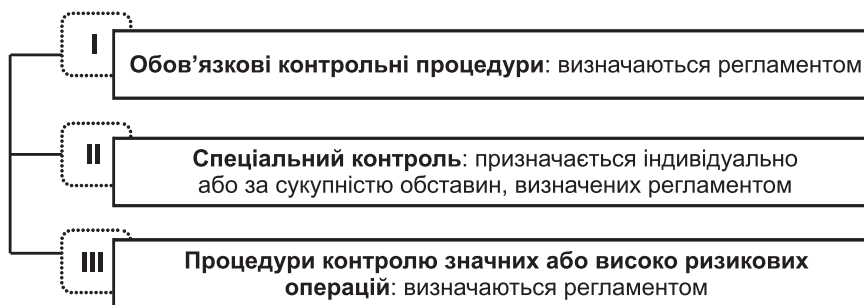 I
Обов’язкові контрольні процедури: визначаються регламентом
II
Спеціальний контроль: призначається індивідуально
або за сукупністю обставин, визначених регламентом
III
Процедури контролю значних або високо ризикових
операцій: визначаються регламентом